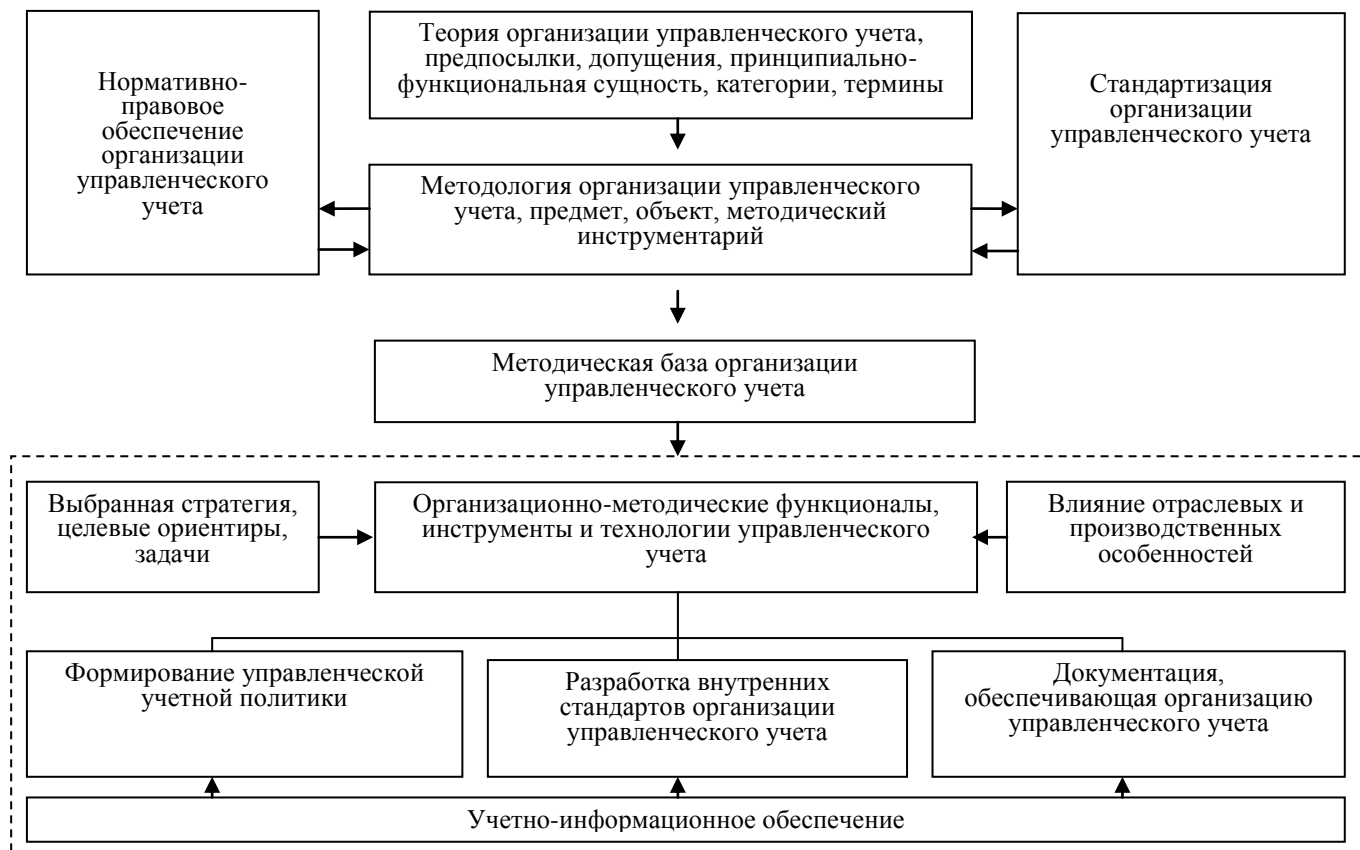 Нормативно-
правовое
обеспечение
организации
управленческого
учета
Теория организации управленческого учета,
предпосылки, допущения, принципиально-
функциональная сущность, категории, термины
Стандартизация
организации
управленческого учета
Методология организации управленческого
учета, предмет, объект, методический
инструментарий
Методическая база организации
управленческого учета
Выбранная стратегия,
целевые ориентиры,
задачи
Организационно-методические функционалы,
инструменты и технологии управленческого
учета
Влияние отраслевых и
производственных
особенностей
Формирование управленческой
учетной политики
Разработка внутренних
стандартов организации
управленческого учета
Документация,
обеспечивающая организацию
управленческого учета
Учетно-информационное обеспечение